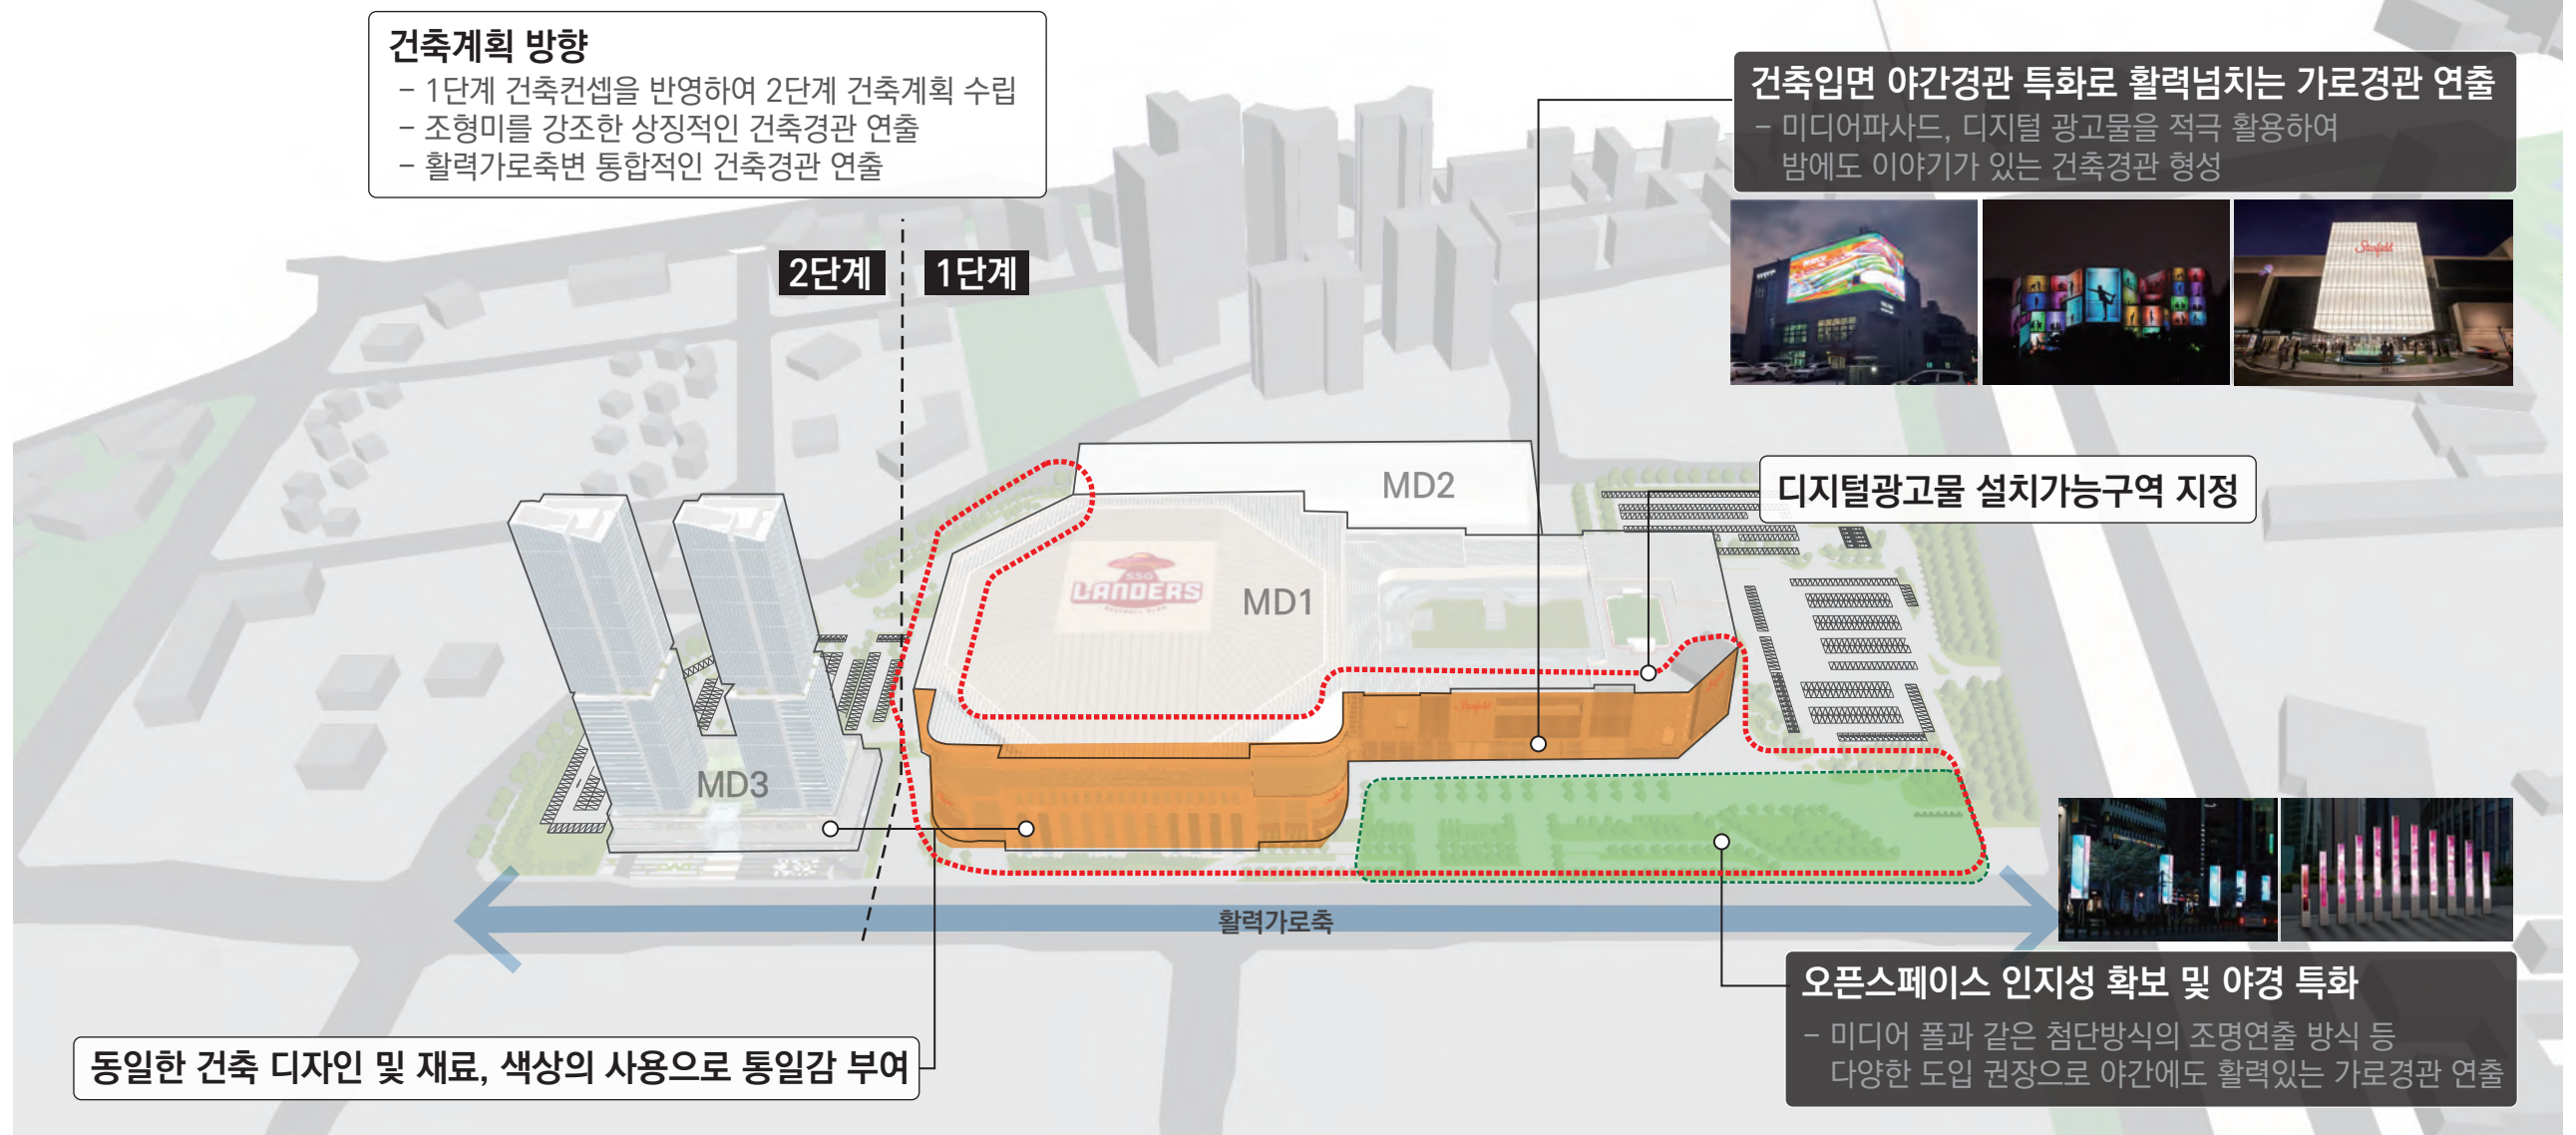 건축계획 방향
- 1단계 건축컨셉을 반영하여 2단계 건축계획 수립
- 조형미를 강조한 상징적인 건축경관 연출
- 활력가로축변 통합적인 건축경관 연출
건축입면 야간경관 특화로 활력넘치는 가로경관 연출
- 미디어파사드, 디지털 광고물을 적극 활용하여
밤에도 이야기가 있는 건축경관 형성
2단계
1단계
Starfield
MD2
디지털광고물 설치가능구역 지정
SSG
LANDERS
MD1
Starfield
MD3
활력가로축
오픈스페이스 인지성 확보 및 야경 특화
- 미디어 폴과 같은 첨단방식의 조명연출 방식 등
다양한 도입 권장으로 야간에도 활력있는 가로경관 연출
동일한 건축 디자인 및 재료, 색상의 사용으로 통일감 부여